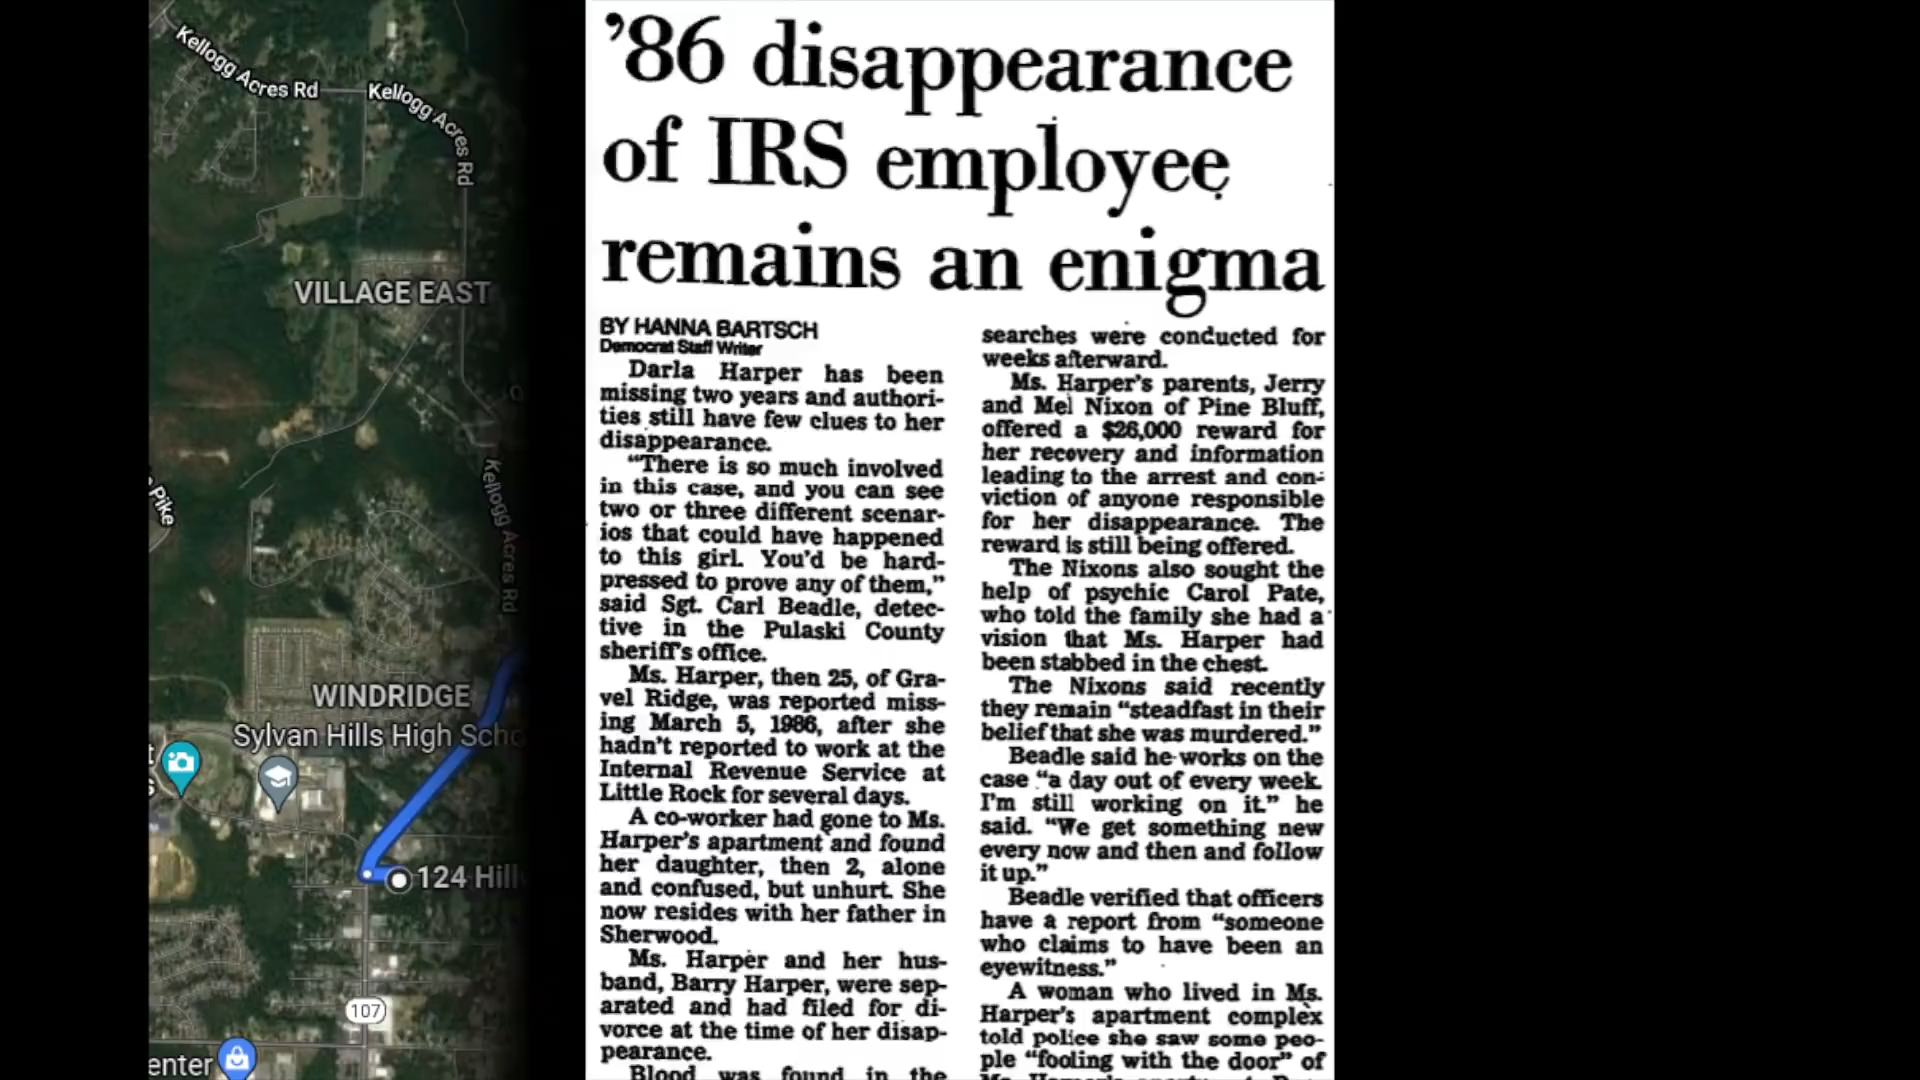 Kellogg Acres Rd
Kellogg Acres Rd
VILLAGE EAST
Kellogg Acres Rd
Pike
WINDRIDGE
Sylvan Hills High Scho
124 Hill
107
enter
’86 disappearance
of IRS employee
remains an enigma
BY HANNA BARTSCH
Democrat Staff Writer
Darla Harper has been
missing two years and authori-
ties still have few clues to her
disappearance.
“There is so much involved
in this case, and you can see
two or three different scenar-
ios that could have happened
to this girl. You’d be hard-
pressed to prove any of them,”
said Sgt. Carl Beadle, detec-
tive in the Pulaski County
sheriff’s office.
Ms. Harper, then 25, of Gra-
vel Ridge, was reported miss-
ing March 5, 1986, after she
hadn’t reported to work at the
Internal Revenue Service at
Little Rock for several days.
A co-worker had gone to Ms.
Harper’s apartment and found
her daughter, then 2, alone
and confused, but unhurt. She
now resides with her father in
Sherwood.
Ms. Harper and her hus-
band, Barry Harper, were sep-
arated and had filed for di-
vorce at the time of her disap-
pearance.
Blood was found in the
searches were conducted for
weeks afterward.
Ms. Harper’s parents, Jerry
and Mel Nixon of Pine Bluff,
offered a $26,000 reward for
her recovery and information
leading to the arrest and con-
viction of anyone responsible
for her disappearance. The
reward is still being offered.
The Nixons also sought the
help of psychic Carol Pate,
who told the family she had a
vision that Ms. Harper had
been stabbed in the chest.
The Nixons said recently
they remain “steadfast in their
belief that she was murdered.”
Beadle said he works on the
case “a day out of every week.
I’m still working on it.” he
said. “We get something new
every now and then and follow
it up.”
Beadle verified that officers
have a report from “someone
who claims to have been an
eyewitness.”
A woman who lived in Ms.
Harper’s apartment complex
told police she saw some peo-
ple “fooling with the door” of